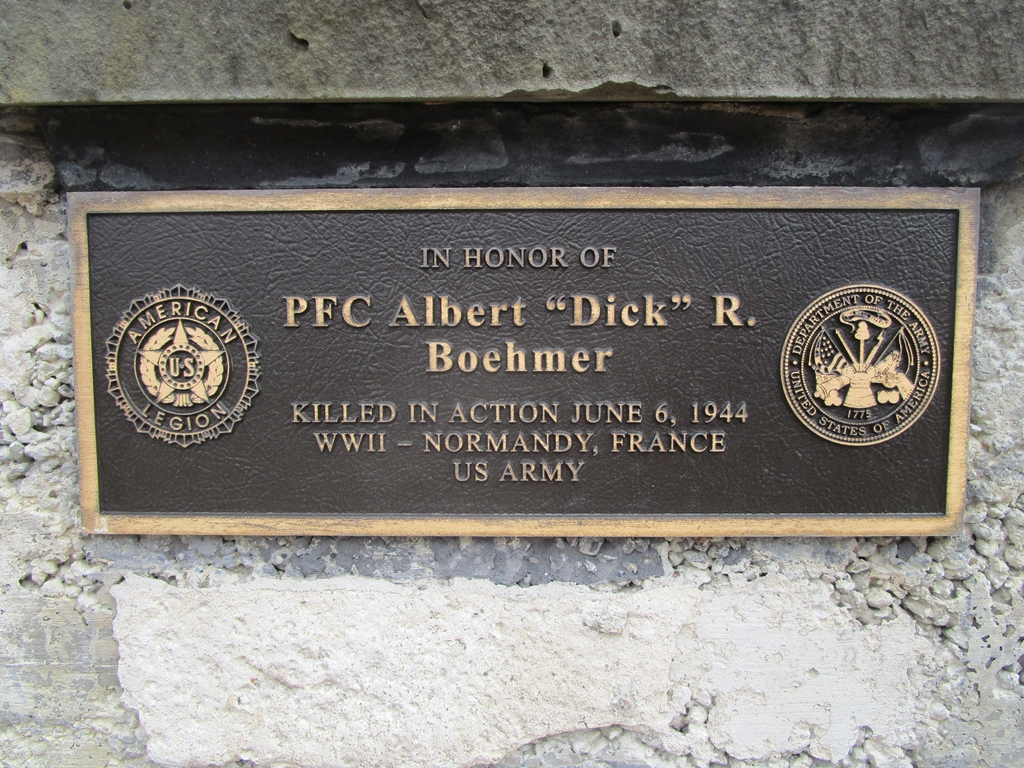 IN HONOR OF
PFC Albert “Dick” R.
Boehmer
KILLED IN ACTION JUNE 6, 1944
WWII – NORMANDY, FRANCE
US ARMY
AMERICAN
U·S
LEGION
DEPARTMENT OF THE ARMY
1775
UNITED STATES OF AMERICA